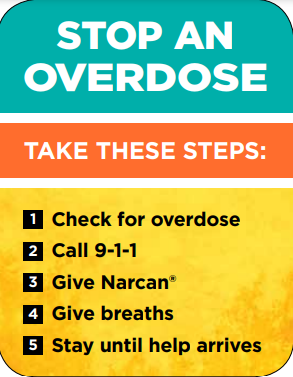 STOP AN
OVERDOSE
TAKE THESE STEPS:
1 Check for overdose
2 Call 9-1-1
3 Give Narcan®
4 Give breaths
5 Stay until help arrives